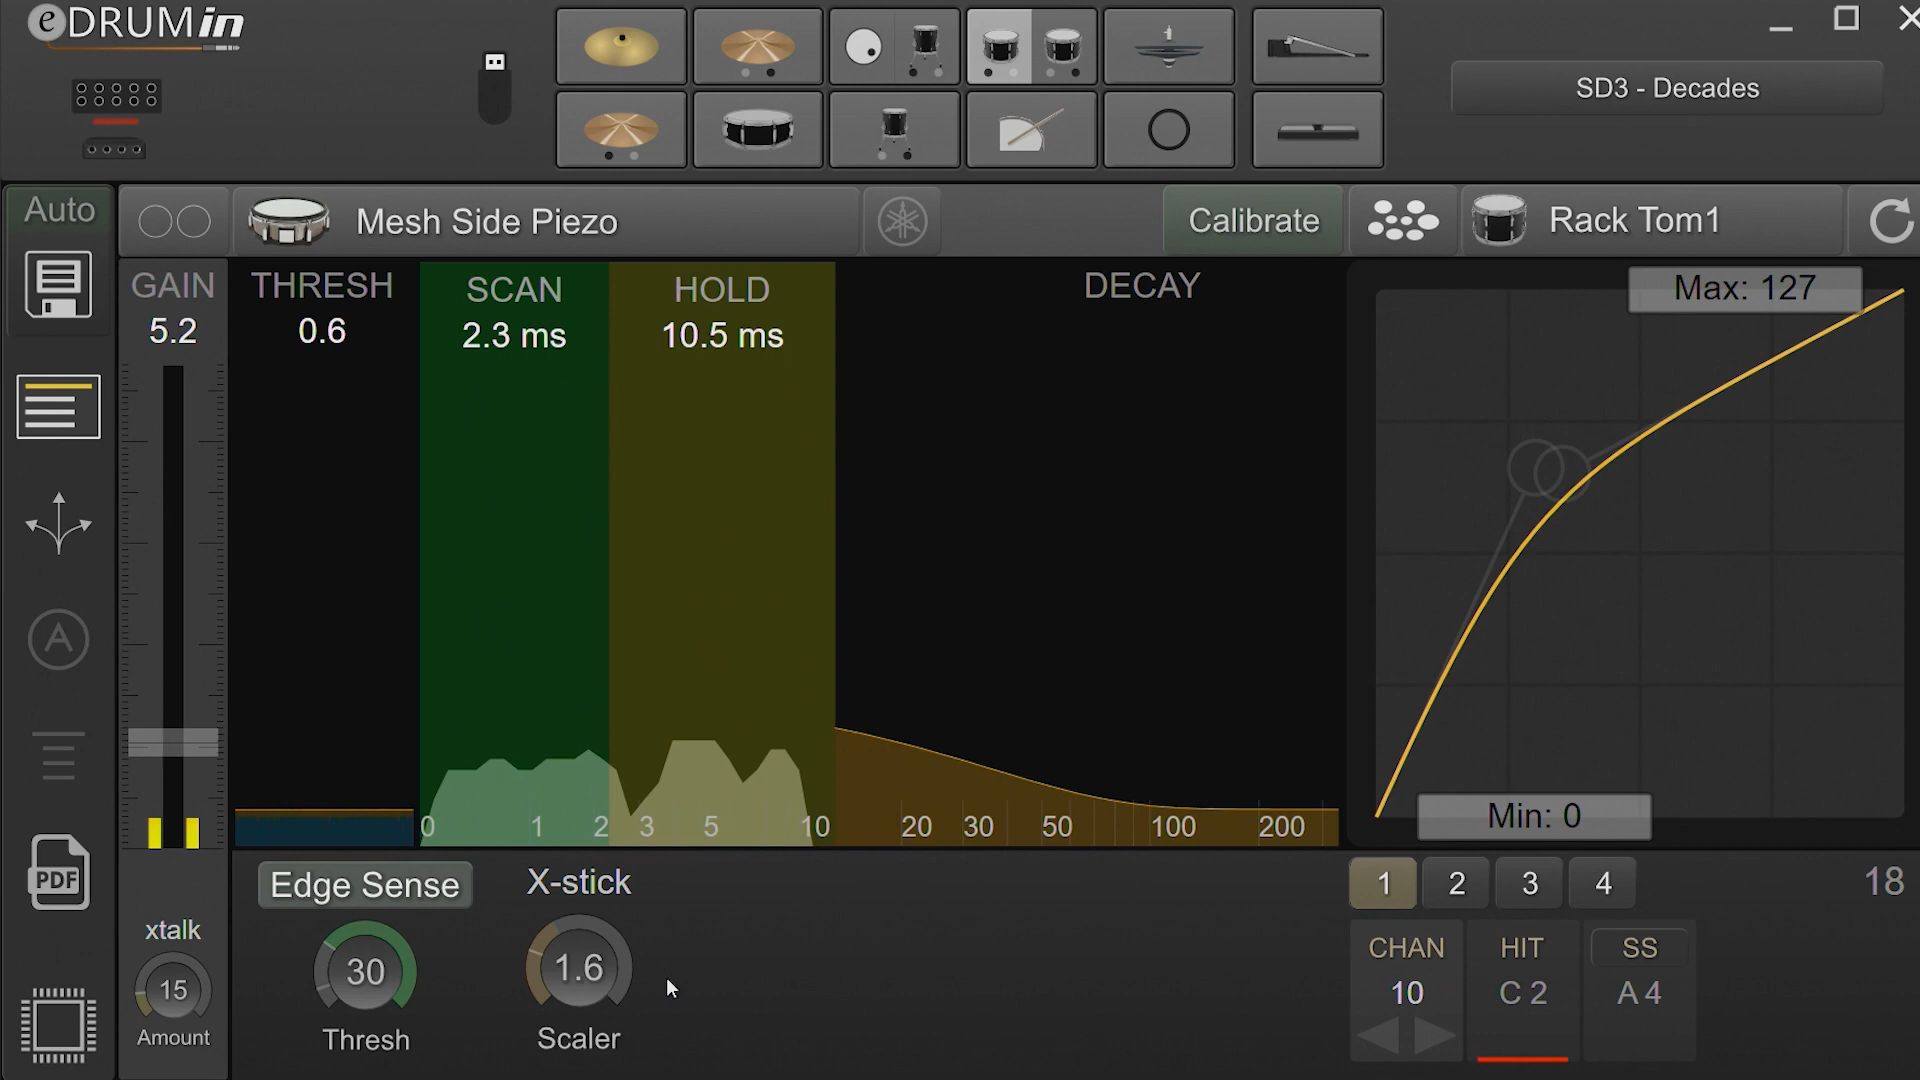 eDRUMin
SD3 - Decades
Auto
Mesh Side Piezo
Calibrate
Rack Tom1
GAIN
5.2
THRESH
0.6
SCAN
2.3 ms
HOLD
10.5 ms
DECAY
Max: 127
Min: 0
0 1 2 3 5 10 20 30 50 100 200
A
PDF
xtalk
15
Amount
Edge Sense
30
Thresh
X-stick
1.6
Scaler
1 2 3 4
18
CHAN
10
HIT
C 2
SS
A 4